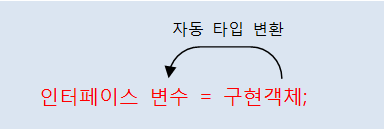 자동 타입 변환
인터페이스 변수 = 구현객체;